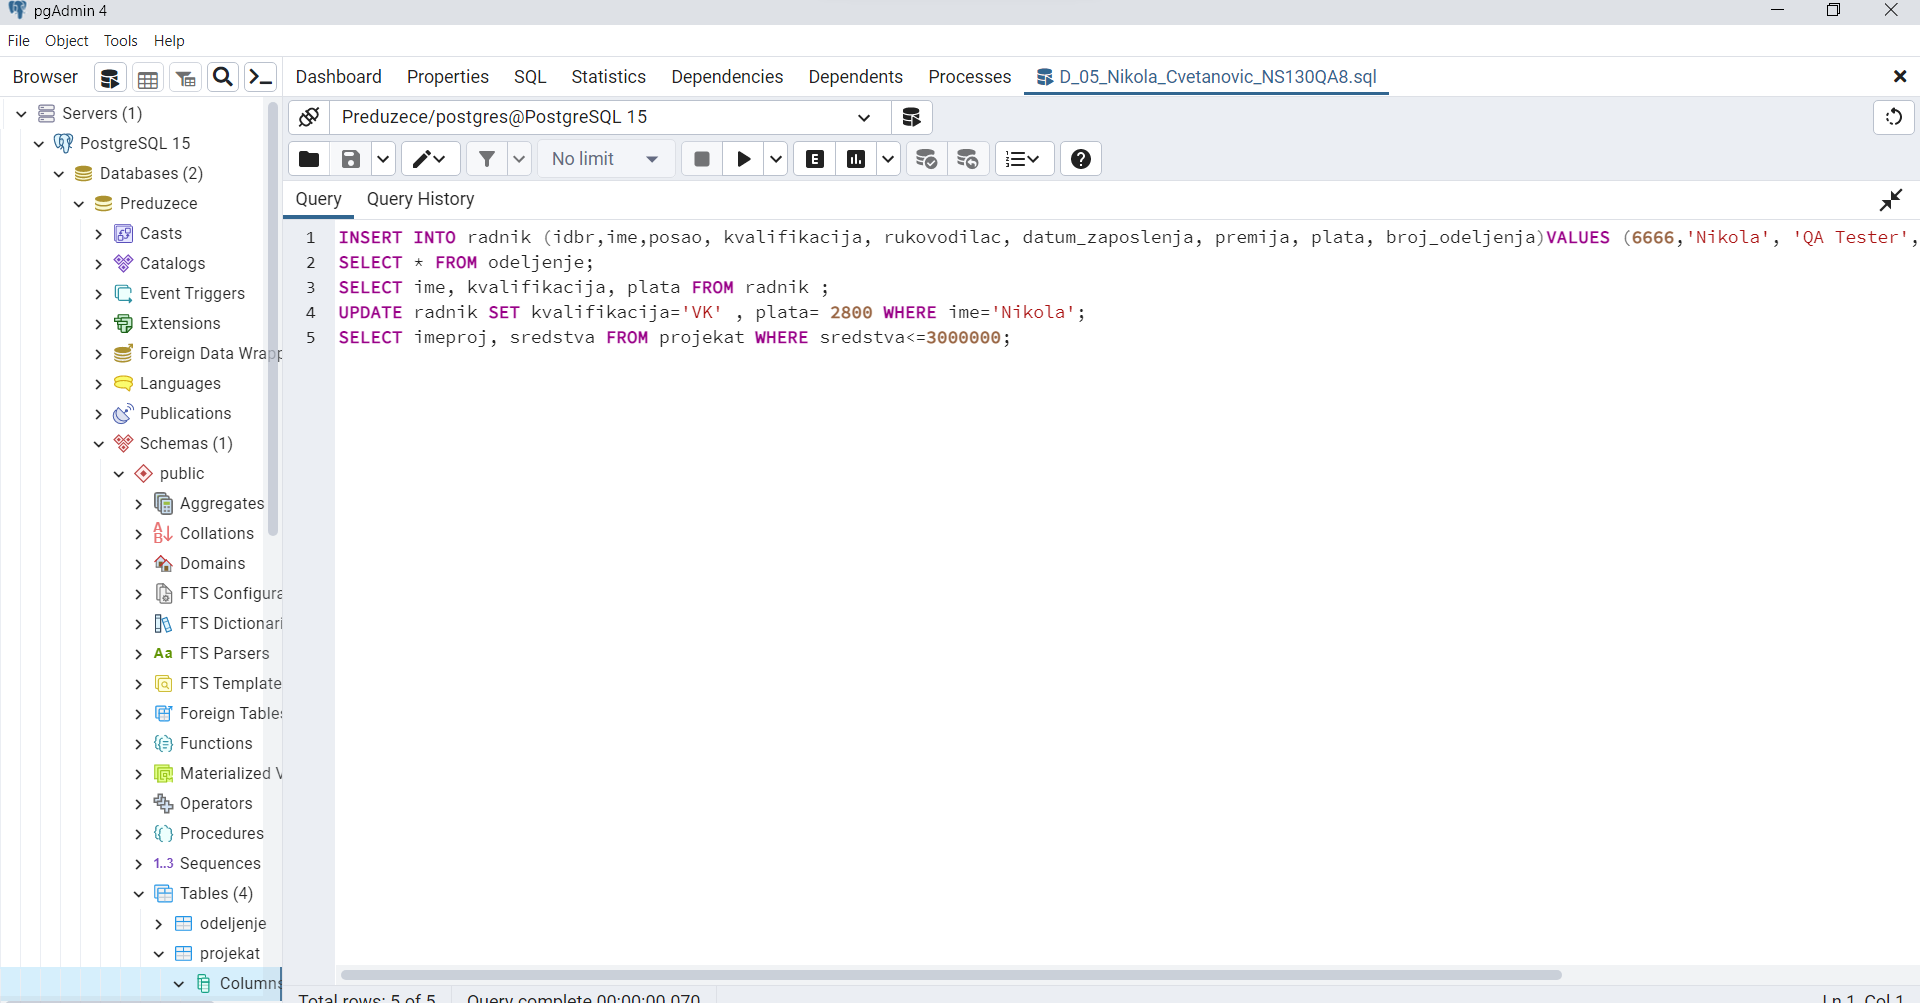 pgAdmin 4
File Object Tools Help
Browser Dashboard Properties SQL Statistics Dependencies Dependents Processes D_05_Nikola_Cvetanovic_NS130QA8.sql
Servers (1)
PostgreSQL 15
Databases (2)
Preduzece
Casts
Catalogs
Event Triggers
Extensions
Foreign Data Wrapp
Languages
Publications
Schemas (1)
public
Aggregates
Collations
Domains
FTS Configura
FTS Dictionari
Aa FTS Parsers
FTS Template
Foreign Tables
Functions
Materialized V
Operators
Procedures
1..3 Sequences
Tables (4)
odeljenje
projekat
Columns
Preduzece/postgres@PostgreSQL 15
No limit E
Query Query History
1 INSERT INTO radnik (idbr,ime,posao, kvalifikacija, rukovodilac, datum_zaposlenja, premija, plata, broj_odeljenja)VALUES (6666,'Nikola', 'QA Tester',
2 SELECT * FROM odeljenje;
3 SELECT ime, kvalifikacija, plata FROM radnik ;
4 UPDATE radnik SET kvalifikacija='VK' , plata= 2800 WHERE ime='Nikola';
5 SELECT imeproj, sredstva FROM projekat WHERE sredstva<=3000000;
Total rows: 5 of 5 Query complete 00:00:00.070 Ln 1, Col 1